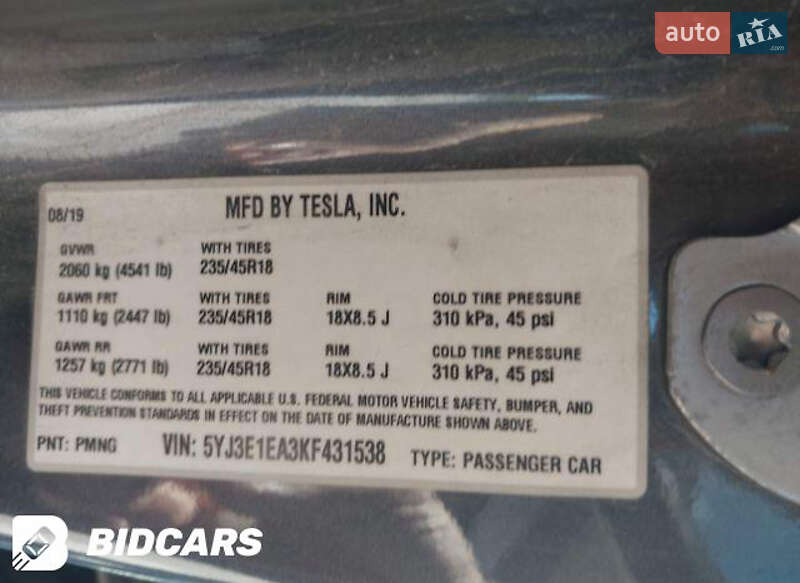 auto RIA.com
08/19 MFD BY TESLA, INC.
GVWR WITH TIRES
2060 kg (4541 lb) 235/45R18
GAWR FRT WITH TIRES RIM COLD TIRE PRESSURE
1110 kg (2447 lb) 235/45R18 18X8.5 J 310 kPa, 45 psi
GAWR RR WITH TIRES RIM COLD TIRE PRESSURE
1257 kg (2771 lb) 235/45R18 18X8.5 J 310 kPa, 45 psi
THIS VEHICLE CONFORMS TO ALL APPLICABLE U.S. FEDERAL MOTOR VEHICLE SAFETY, BUMPER, AND
THEFT PREVENTION STANDARDS IN EFFECT ON THE DATE OF MANUFACTURE SHOWN ABOVE.
PNT: PMNG VIN: 5YJ3E1EA3KF431538 TYPE: PASSENGER CAR
BIDCARS